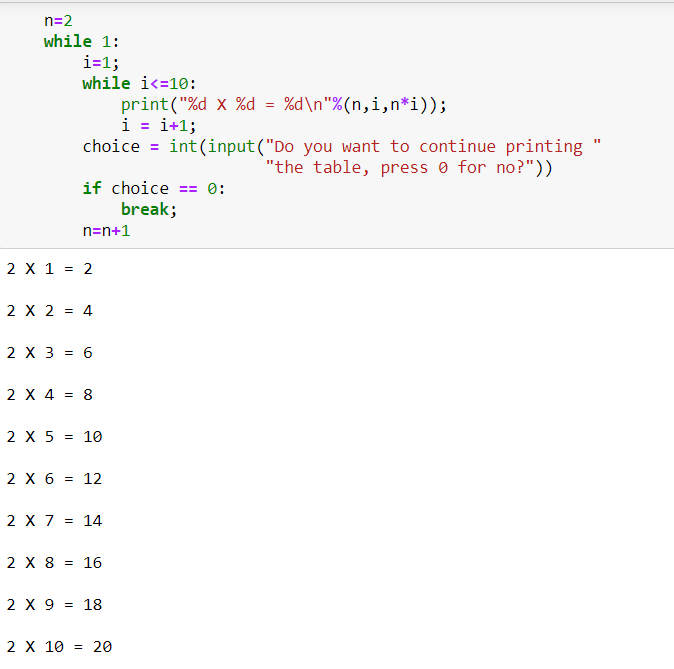 n=2
while 1:
    i=1;
    while i<=10:
        print("%d X %d = %d\n"%(n,i,n*i));
        i = i+1;
    choice = int(input("Do you want to continue printing "
                       "the table, press 0 for no?"))
    if choice == 0:
        break;
    n=n+1
2 X 1 = 2
2 X 2 = 4
2 X 3 = 6
2 X 4 = 8
2 X 5 = 10
2 X 6 = 12
2 X 7 = 14
2 X 8 = 16
2 X 9 = 18
2 X 10 = 20